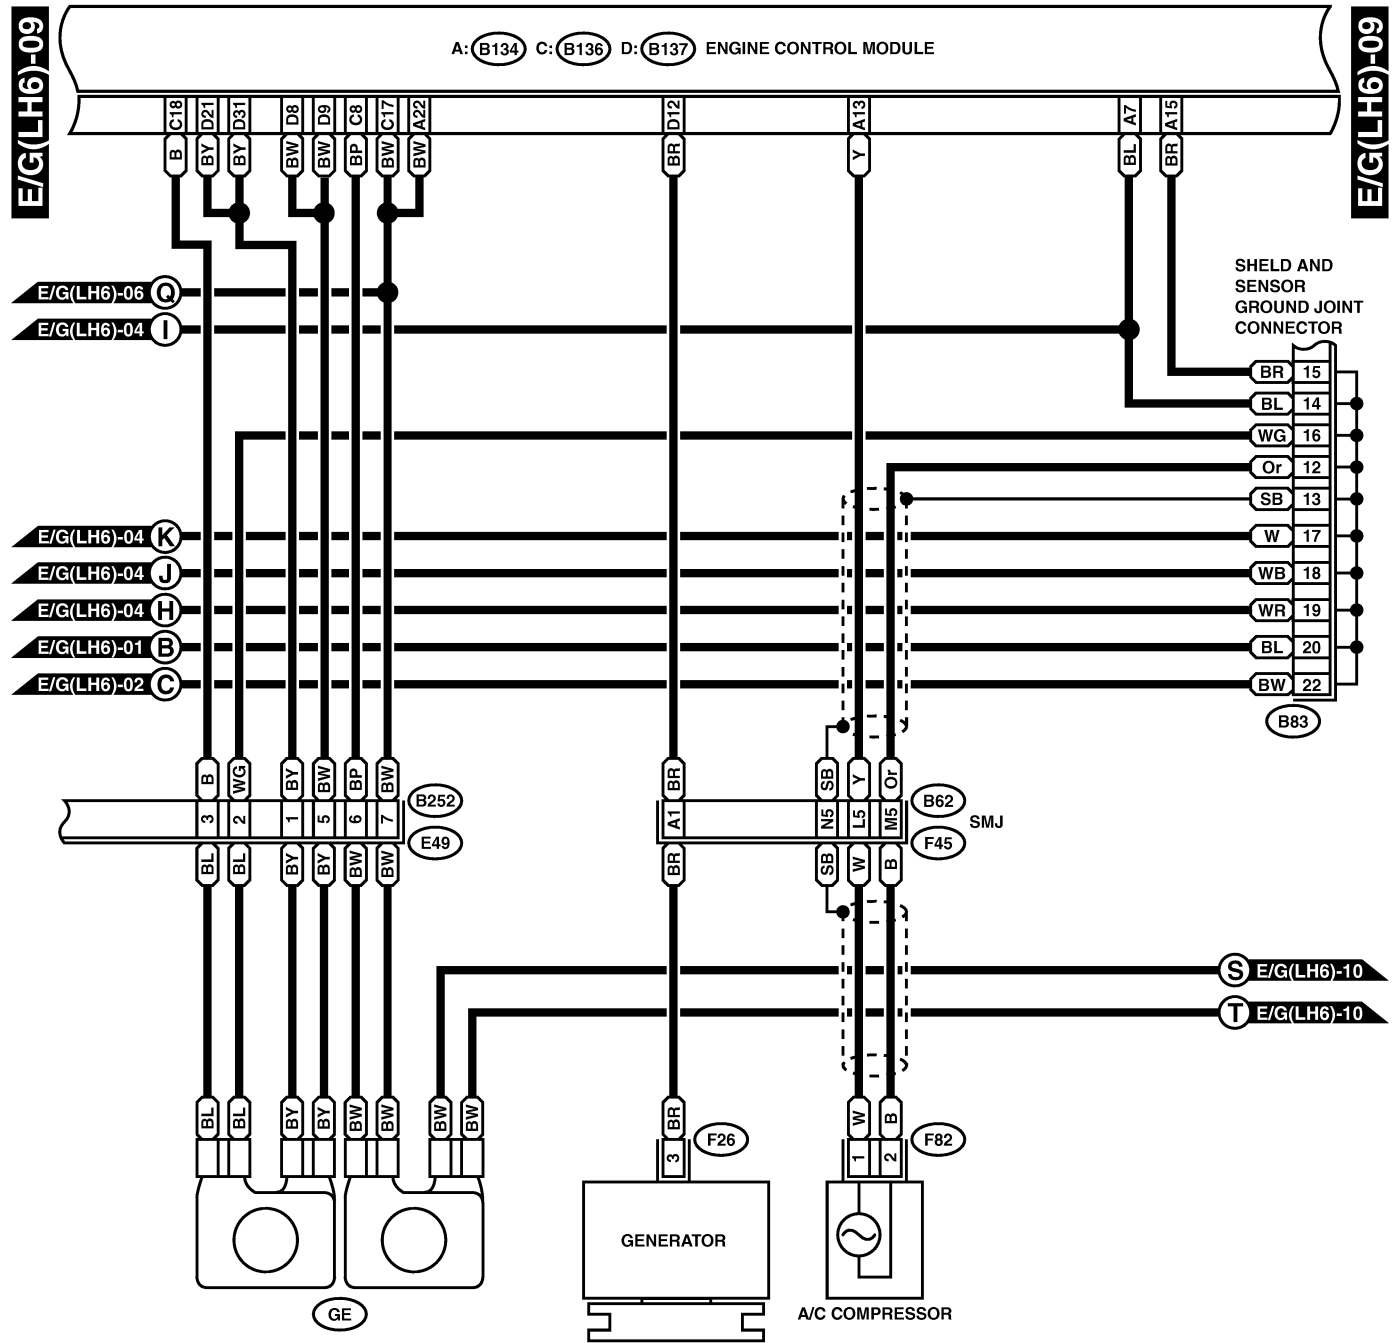 E/G(LH6)-09
E/G(LH6)-09
A: B134 C: B136 D: B137 ENGINE CONTROL MODULE
C18 D21 D31 D8 D9 C8 C17 A22 D12 A13 A7 A15
B BY BY BW BW BP BW BW BR Y BL BR
SHELD AND
SENSOR
GROUND JOINT
CONNECTOR
E/G(LH6)-06 Q
E/G(LH6)-04 I
BR 15
BL 14
WG 16
Or 12
SB 13
E/G(LH6)-04 K W 17
E/G(LH6)-04 J WB 18
E/G(LH6)-04 H WR 19
E/G(LH6)-01 B BL 20
E/G(LH6)-02 C BW 22
B83
B WG BY BW BP BW BR SB Y Or
B252 B62
3 2 1 5 6 7 A1 N5 L5 M5 SMJ
E49 F45
BL BL BY BY BW BW BR SB W B
S E/G(LH6)-10
T E/G(LH6)-10
BL BL BY BY BW BW BW BW BR W B
F26 F82
3 1 2
GENERATOR
GE A/C COMPRESSOR